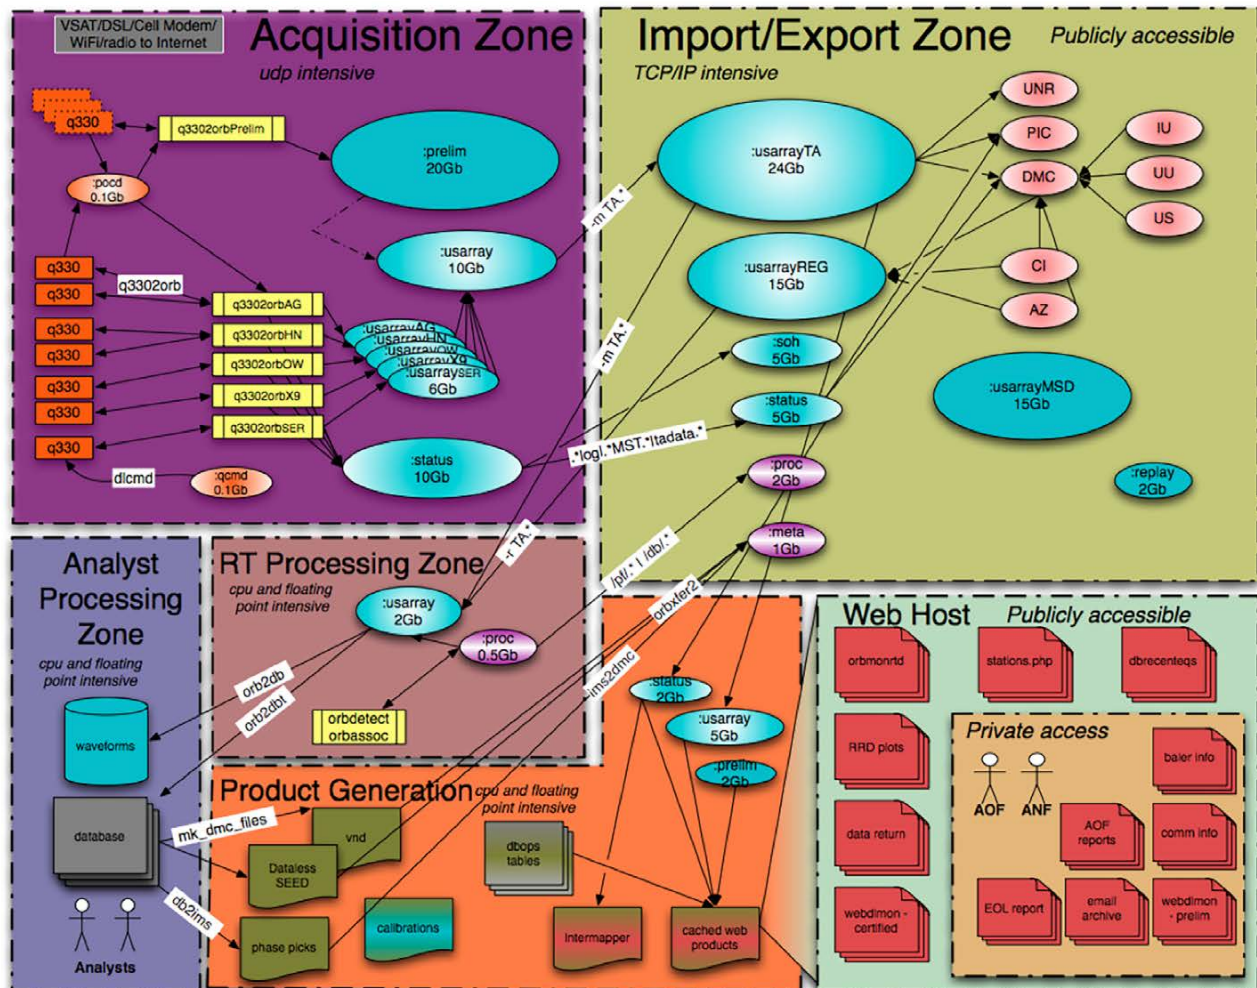 VSAT/DSL/Cell Modem/
WiFi/radio to Internet
Acquisition Zone
udp intensive
q330
q3302orbPrelim
:prelim
20Gb
:pocd
0.1Gb
:usarray
10Gb
q330
q330
q3302orb
q3302orbAG
q330
q330
q3302orbHN
q3302orbOW
q330
q330
q3302orbX9
q3302orbSER
q330
:usarrayAG
:usarrayHN
:usarrayOW
:usarrayX9
:usarraySER
6Gb
:status
10Gb
dlcmd
:qcmd
0.1Gb
Import/Export Zone
Publicly accessible
TCP/IP intensive
:usarrayTA
24Gb
UNR
PIC
DMC
IU
UU
US
CI
AZ
:usarrayREG
15Gb
:soh
5Gb
:status
5Gb
:usarrayMSD
15Gb
:proc
2Gb
:replay
2Gb
:meta
1Gb
-m TA.*
-m TA.*
.*log|.*MST.*|tadata.*
-r TA.*
/pf/.* | /db/.*
orbxfer2
ims2dmc
Analyst
Processing
Zone
cpu and floating
point intensive
waveforms
database
Analysts
RT Processing Zone
cpu and floating
point intensive
:usarray
2Gb
:proc
0.5Gb
orb2db
orb2dbt
orbdetect
orbassoc
Product Generation
cpu and floating
point intensive
mk_dmc_files
vnd
Dataless
SEED
db2ims
phase picks
calibrations
dbops
tables
Intermapper
cached web
products
:status
2Gb
:usarray
5Gb
:prelim
2Gb
Web Host
Publicly accessible
orbmonrtd
stations.php
dbrecenteqs
RRD plots
data return
webdlmon -
certified
Private access
AOF
ANF
baler info
AOF
reports
comm info
EOL report
email
archive
webdlmon
- prelim